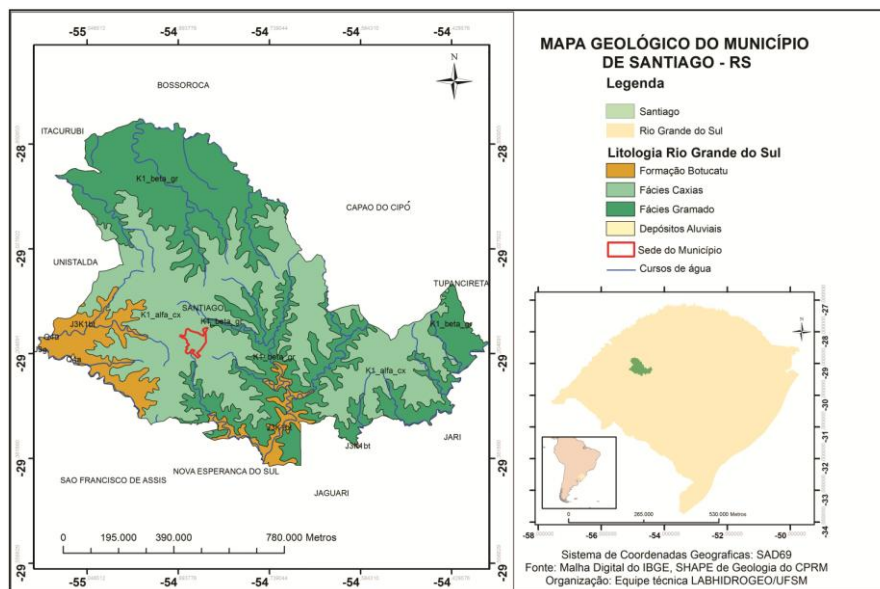 -55
-54
-54
-54
-54
N
BOSSOROCA
ITACURUBI
K1_beta_gr
CAPAO DO CIPÓ
UNISTALDA
TUPANCIRETA
SANTIAGO
K1_alfa_cx
K1_beta_gr
J3K1bt
K1_beta_gr
K1_alfa_cx
JARI
J3K1bt
NOVA ESPERANCA DO SUL
SAO FRANCISCO DE ASSIS
JAGUARI
-28
-28
-29
-29
-29
-29
-28
-28
-29
-29
-29
-29
0 195.000 390.000 780.000 Metros
-55
-54
-54
-54
-54
MAPA GEOLÓGICO DO MUNICÍPIO
DE SANTIAGO - RS
Legenda
Santiago
Rio Grande do Sul
Litologia Rio Grande do Sul
Formação Botucatu
Fácies Caxias
Fácies Gramado
Depósitos Aluviais
Sede do Município
Cursos de água
N
-27
-28
-29
-30
-31
-32
-33
-34
0 265.000 530.000 Metros
-58 -56 -54 -52 -50
Sistema de Coordenadas Geograficas: SAD69
Fonte: Malha Digital do IBGE, SHAPE de Geologia do CPRM
Organização: Equipe técnica LABHIDROGEO/UFSM